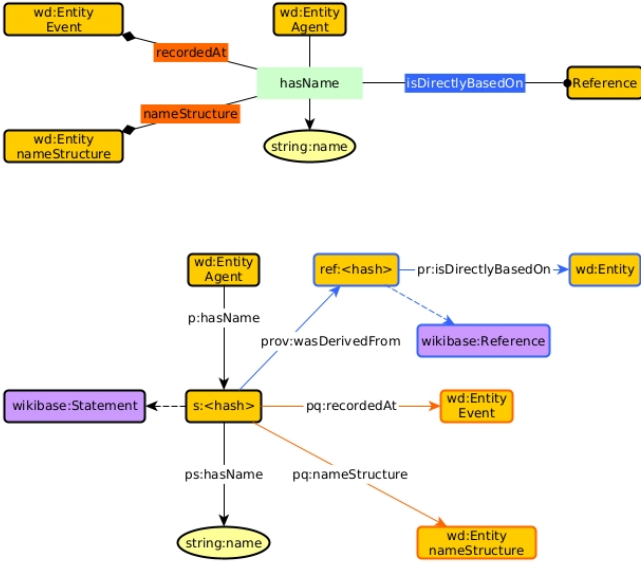 wd:Entity
Event
wd:Entity
Agent
recordedAt
hasName
isDirectlyBasedOn
Reference
nameStructure
wd:Entity
nameStructure
string:name
wd:Entity
Agent
ref:<hash>
pr:isDirectlyBasedOn
wd:Entity
p:hasName
prov:wasDerivedFrom
wikibase:Reference
wikibase:Statement
s:<hash>
pq:recordedAt
wd:Entity
Event
ps:hasName
pq:nameStructure
string:name
wd:Entity
nameStructure